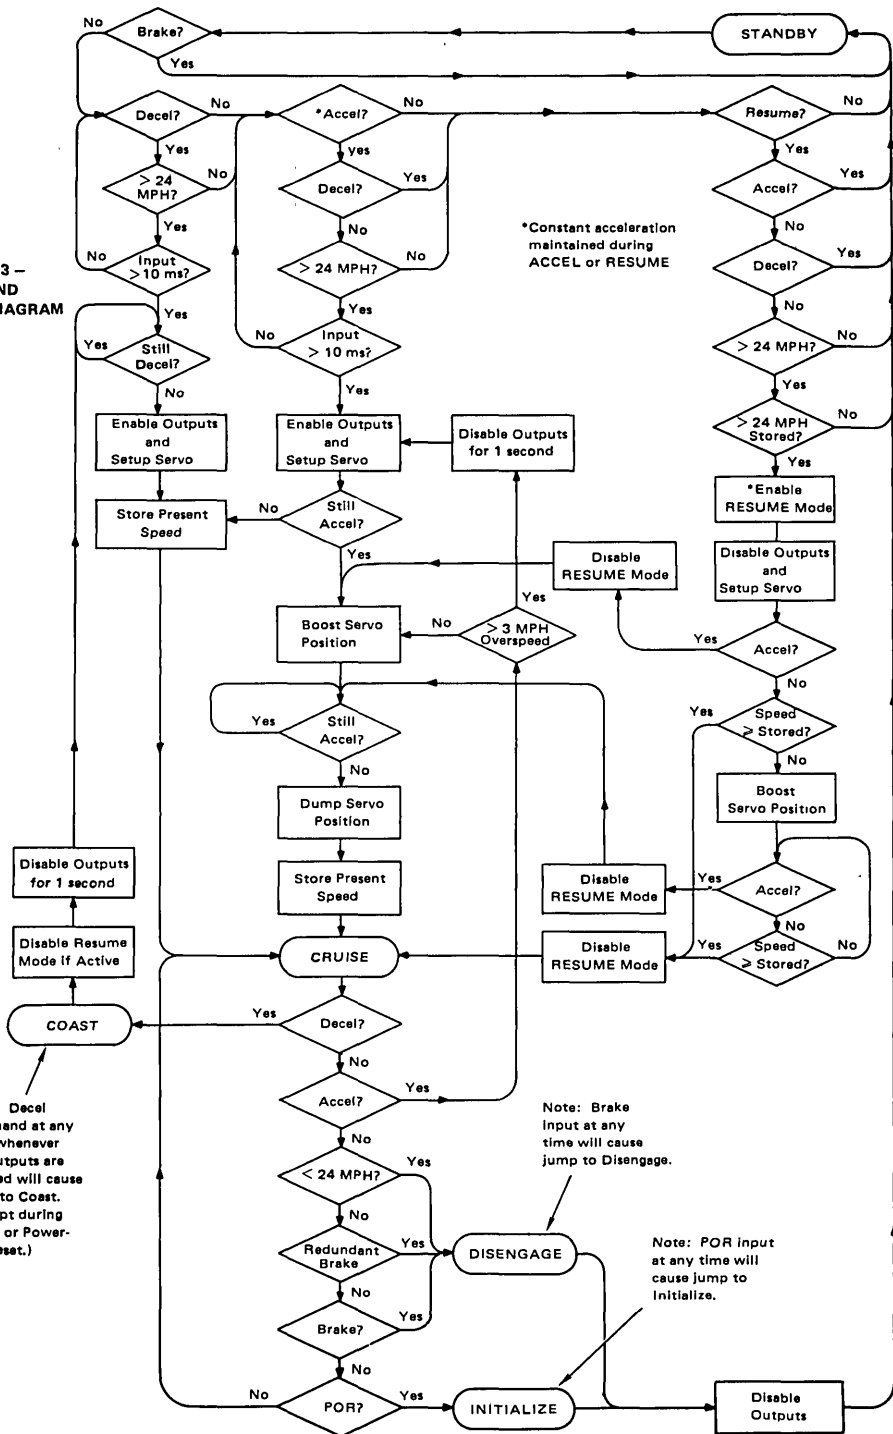 No
Brake?
STANDBY
Yes
Decel?
No
*Accel?
No
Resume?
No
Yes
yes
Yes
> 24
MPH?
No
Decel?
Yes
Accel?
Yes
Yes
No
No
*Constant acceleration
maintained during
ACCEL or RESUME
No
Input
> 10 ms?
> 24 MPH?
No
Decel?
Yes
3 –
ND
IAGRAM
Yes
Yes
No
Yes
Still
Decel?
No
Input
> 10 ms?
> 24 MPH?
No
No
Yes
Yes
Enable Outputs
and
Setup Servo
Enable Outputs
and
Setup Servo
Disable Outputs
for 1 second
> 24 MPH
Stored?
No
Yes
Store Present
Speed
No
Still
Accel?
*Enable
RESUME Mode
Yes
Disable
RESUME Mode
Disable Outputs
and
Setup Servo
Yes
Boost Servo
Position
No
> 3 MPH
Overspeed
Yes
Accel?
No
Yes
Still
Accel?
Yes
Speed
⩾ Stored?
No
No
Dump Servo
Position
Boost
Servo Position
Disable Outputs
for 1 second
Store Present
Speed
Disable
RESUME Mode
Yes
Accel?
No
Disable Resume
Mode if Active
CRUISE
Disable
RESUME Mode
Yes
Speed
⩾ Stored?
No
COAST
Yes
Decel?
No
Accel?
Yes
No
Decel
mand at any
whenever
utputs are
ed will cause
to Coast.
pt during
or Power-
eset.)
Note: Brake
input at any
time will cause
jump to Disengage.
< 24 MPH?
Yes
No
Redundant
Brake
Yes
DISENGAGE
No
Note: POR input
at any time will
cause jump to
Initialize.
Brake?
Yes
No
No
POR?
Yes
INITIALIZE
Disable
Outputs